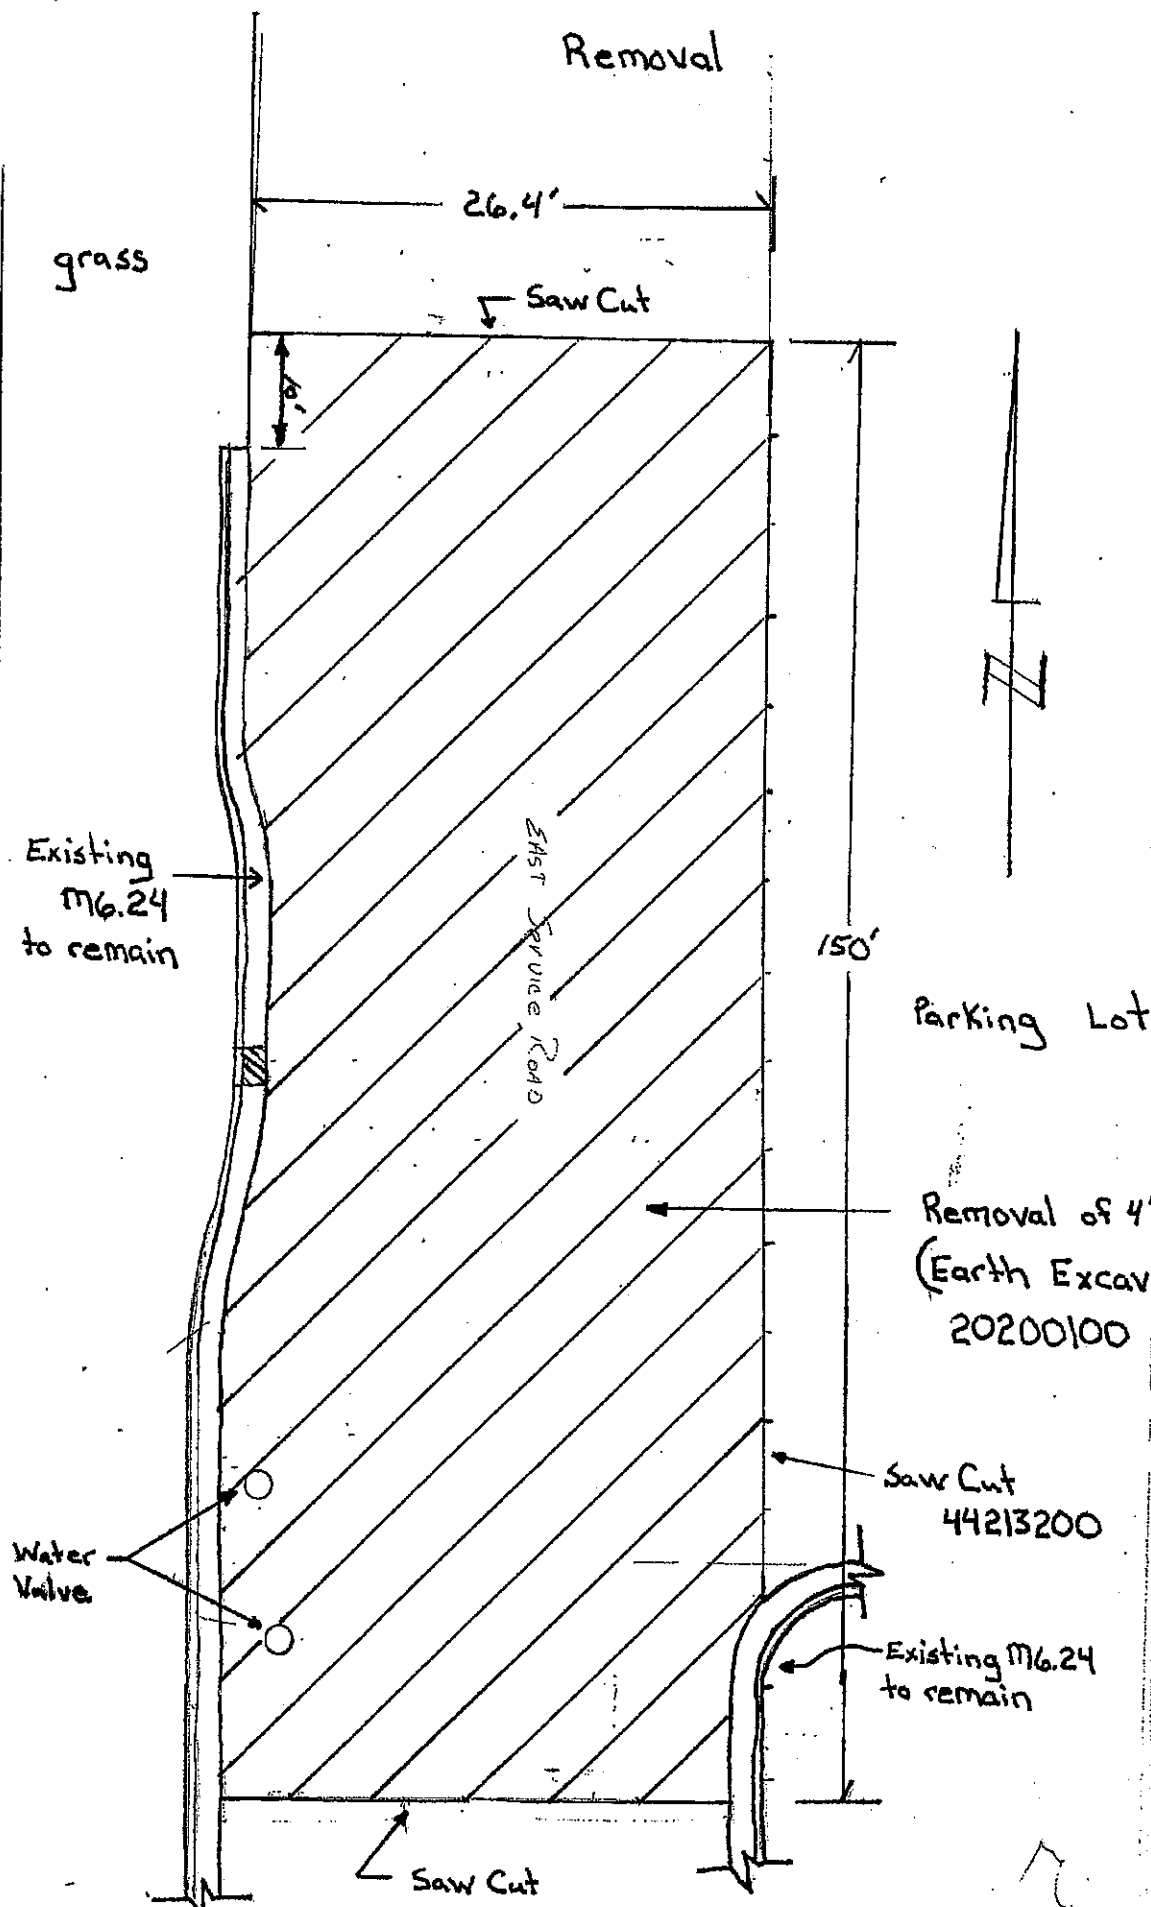 Removal
26.4'
grass
Saw Cut
Existing
M6.24
to remain
East Service Road
150'
N
Parking Lot
Removal of 4"
(Earth Excav
20200100
Saw Cut
44213200
Water
Valve
Existing M6.24
to remain
Saw Cut